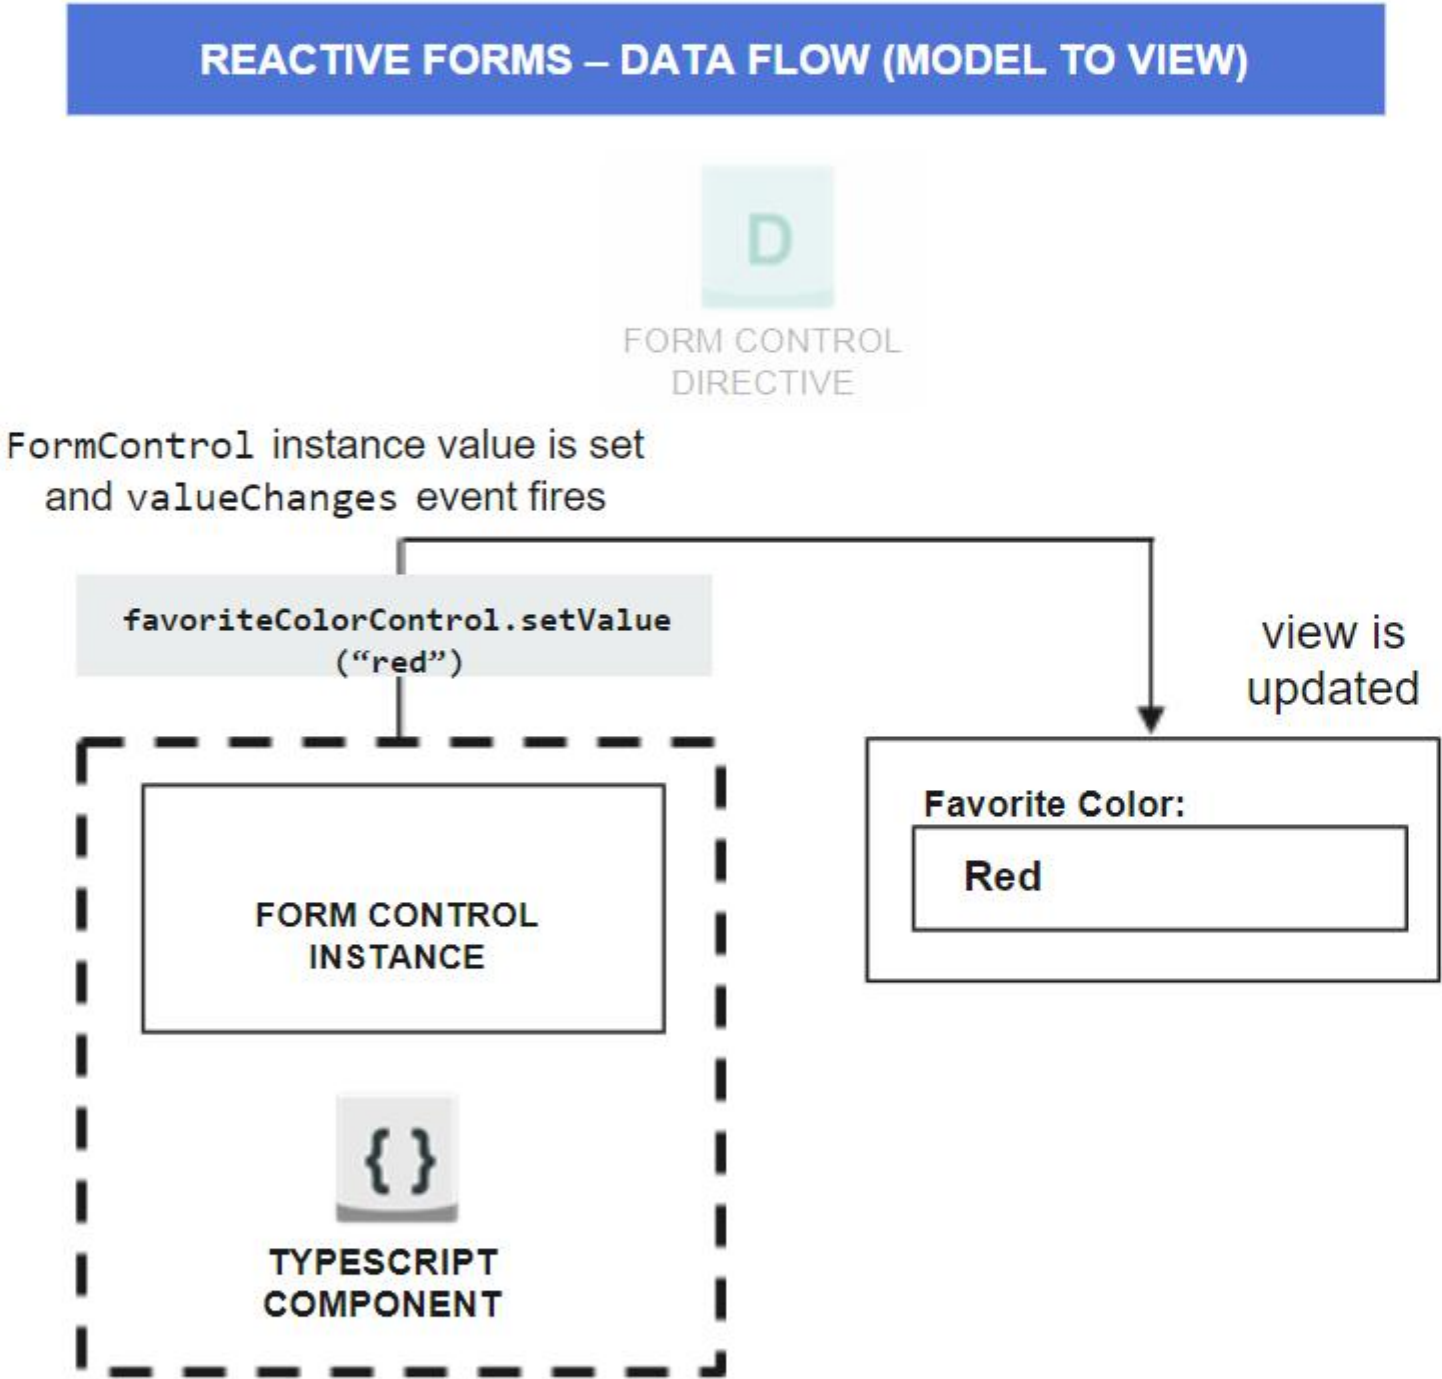 REACTIVE FORMS – DATA FLOW (MODEL TO VIEW)
D
FORM CONTROL
DIRECTIVE
FormControl instance value is set
and valueChanges event fires
favoriteColorControl.setValue
(“red”)
view is
updated
Favorite Color:
Red
FORM CONTROL
INSTANCE
{ }
TYPESCRIPT
COMPONENT